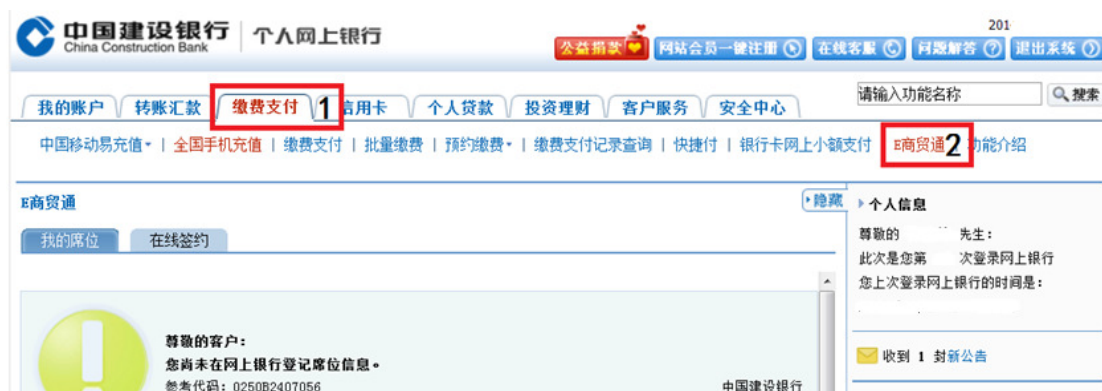 中国建设银行 个人网上银行
China Construction Bank
201
公益捐款 网站会员一键注册 在线客服 问题解答 退出系统
我的账户 转账汇款 缴费支付 1 信用卡 个人贷款 投资理财 客户服务 安全中心
请输入功能名称 搜索
中国移动易充值 | 全国手机充值 | 缴费支付 | 批量缴费 | 预约缴费 | 缴费支付记录查询 | 快捷付 | 银行卡网上小额支付 E商贸通 2 功能介绍
E商贸通
隐藏
我的席位 在线签约
尊敬的客户：
您尚未在网上银行登记席位信息。
参考代码：0250B2407056
中国建设银行
个人信息
尊敬的 先生：
此次是您第 次登录网上银行
您上次登录网上银行的时间是：
收到 1 封新公告